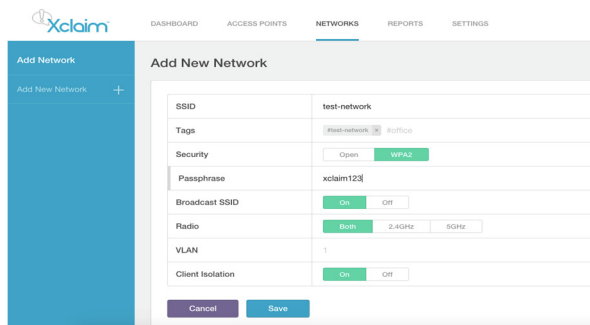 Xclaim
DASHBOARD ACCESS POINTS NETWORKS REPORTS SETTINGS
Add Network
Add New Network +
Add New Network
SSID test-network
Tags #test-network × #office
Security Open WPA2
Passphrase xclaim123
Broadcast SSID On Off
Radio Both 2.4GHz 5GHz
VLAN 1
Client Isolation On Off
Cancel Save